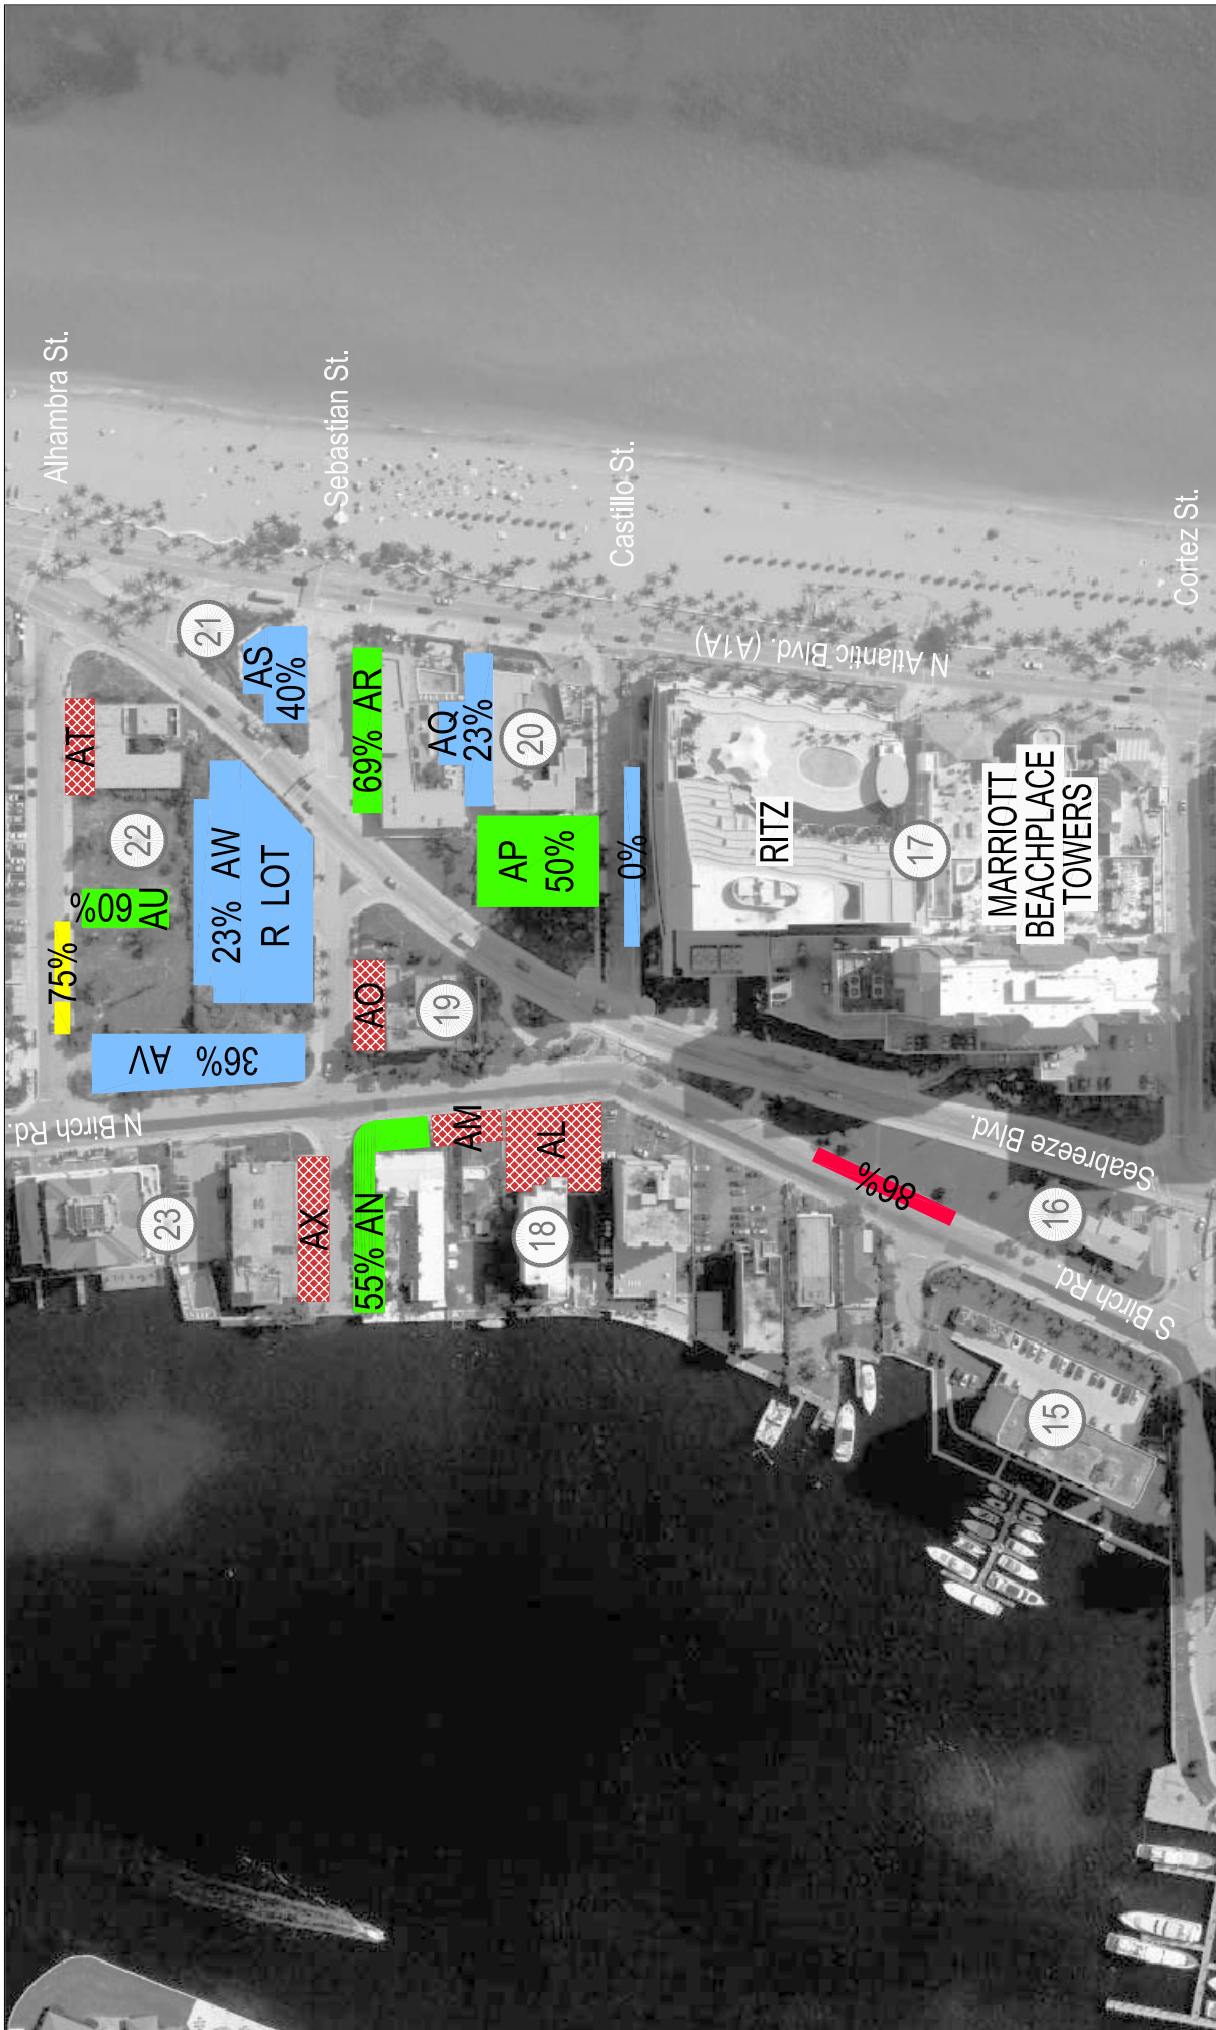 Alhambra St.
Sebastian St.
Castillo St.
Cortez St.
N Atlantic Blvd. (A1A)
21
AS
40%
AT
69% AR
AQ
23%
20
22
23% AW
R LOT
AP
50%
0%
RITZ
17
MARRIOTT
BEACHPLACE
TOWERS
60%
AU
75%
AO
19
36% AV
N Birch Rd.
AM
AL
55% AN
AX
23
18
86%
Seabreeze Blvd.
16
S Birch Rd.
15